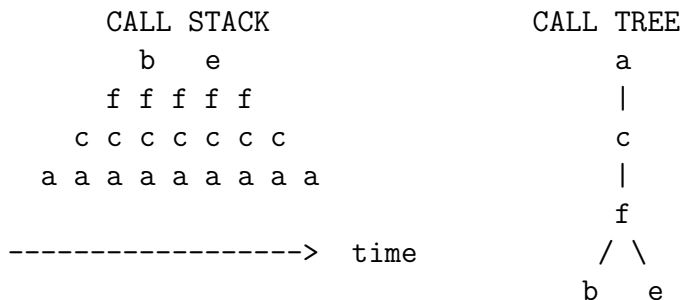 CALL STACK CALL TREE
b e a
f f f f f |
c c c c c c c c
a a a a a a a a a |
f
------------------> time / \
b e